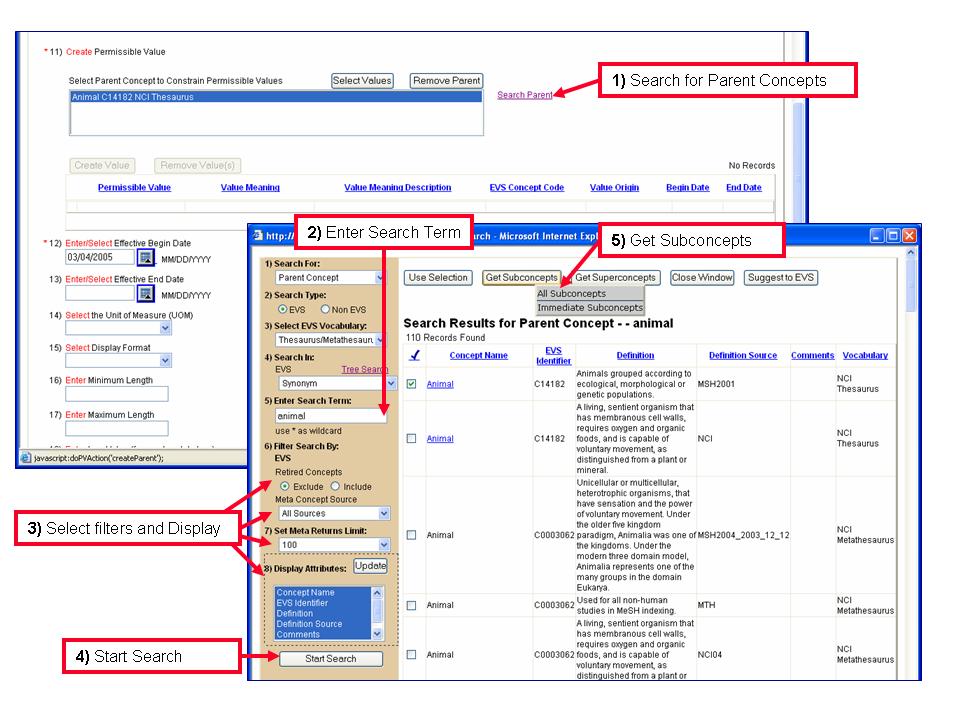 * 11) Create Permissible Value
Select Parent Concept to Constrain Permissible Values
Select Values
Remove Parent
Animal C14182 NCI Thesaurus
Search Parent
1) Search for Parent Concepts
Create Value
Remove Value(s)
No Records
Permissible Value Value Meaning Value Meaning Description EVS Concept Code Value Origin Begin Date End Date
* 12) Enter/Select Effective Begin Date
03/04/2005 MM/DD/YYYY
13) Enter/Select Effective End Date
MM/DD/YYYY
14) Select the Unit of Measure (UOM)
15) Select Display Format
16) Enter Minimum Length
17) Enter Maximum Length
javascript:doPVAction('createParent');
http:/
- Microsoft Internet Expl
2) Enter Search Term
5) Get Subconcepts
1) Search For:
Parent Concept
2) Search Type:
EVS Non EVS
3) Select EVS Vocabulary:
Thesaurus/Metathesauru
4) Search In:
EVS Tree Search
Synonym
5) Enter Search Term:
animal
use * as wildcard
6) Filter Search By:
EVS
Retired Concepts
Exclude Include
Meta Concept Source
All Sources
7) Set Meta Returns Limit:
100
8) Display Attributes: Update
Concept Name
EVS Identifier
Definition
Definition Source
Comments
Start Search
3) Select filters and Display
4) Start Search
Use Selection Get Subconcepts Get Superconcepts Close Window Suggest to EVS
All Subconcepts
Immediate Subconcepts
Search Results for Parent Concept - - animal
110 Records Found
Concept Name EVS Identifier Definition Definition Source Comments Vocabulary
Animal C14182
Animals grouped according to
ecological, morphological or
genetic populations.
MSH2001
NCI
Thesaurus
Animal C14182
A living, sentient organism that
has membranous cell walls,
requires oxygen and organic
foods, and is capable of
voluntary movement, as
distinguished from a plant or
mineral.
NCI
NCI
Thesaurus
Animal C0003062
Unicellular or multicellular,
heterotrophic organisms, that
have sensation and the power
of voluntary movement. Under
the older five kingdom
paradigm, Animalia was one of
the kingdoms. Under the
modern three domain model,
Animalia represents one of the
many groups in the domain
Eukarya.
MSH2004_2003_12_12
NCI
Metathesaurus
Animal C0003062
Used for all non-human
studies in MeSH indexing.
MTH
NCI
Metathesaurus
Animal C0003062
A living, sentient organism that
has membranous cell walls,
requires oxygen and organic
foods, and is capable of
voluntary movement, as
distinguished from a plant or
NCI04
NCI
Metathesaurus